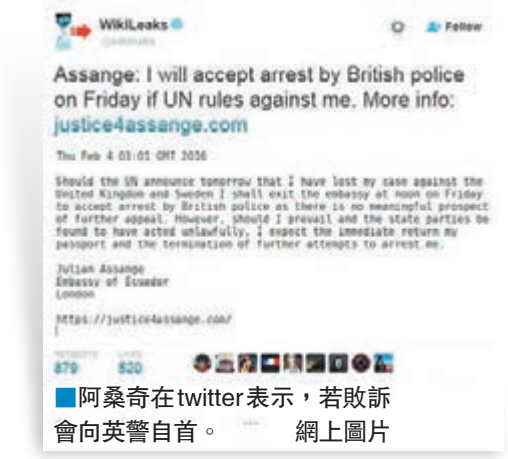 WikiLeaks
Follow
Assange: I will accept arrest by British police
on Friday if UN rules against me. More info:
justice4assange.com
Thu Feb 4 03:01 GMT 2016
Should the UN announce tomorrow that I have lost my case against the
United Kingdom and Sweden I shall exit the embassy at noon on Friday
to accept arrest by British police as there is no meaningful prospect
of further appeal. However, should I prevail and the state parties be
found to have acted unlawfully, I expect the immediate return my
passport and the termination of further attempts to arrest me.
Julian Assange
Embassy of Ecuador
London
https://justice4assange.com/
879 820
■阿桑奇在twitter表示，若敗訴
會向英警自首。 網上圖片